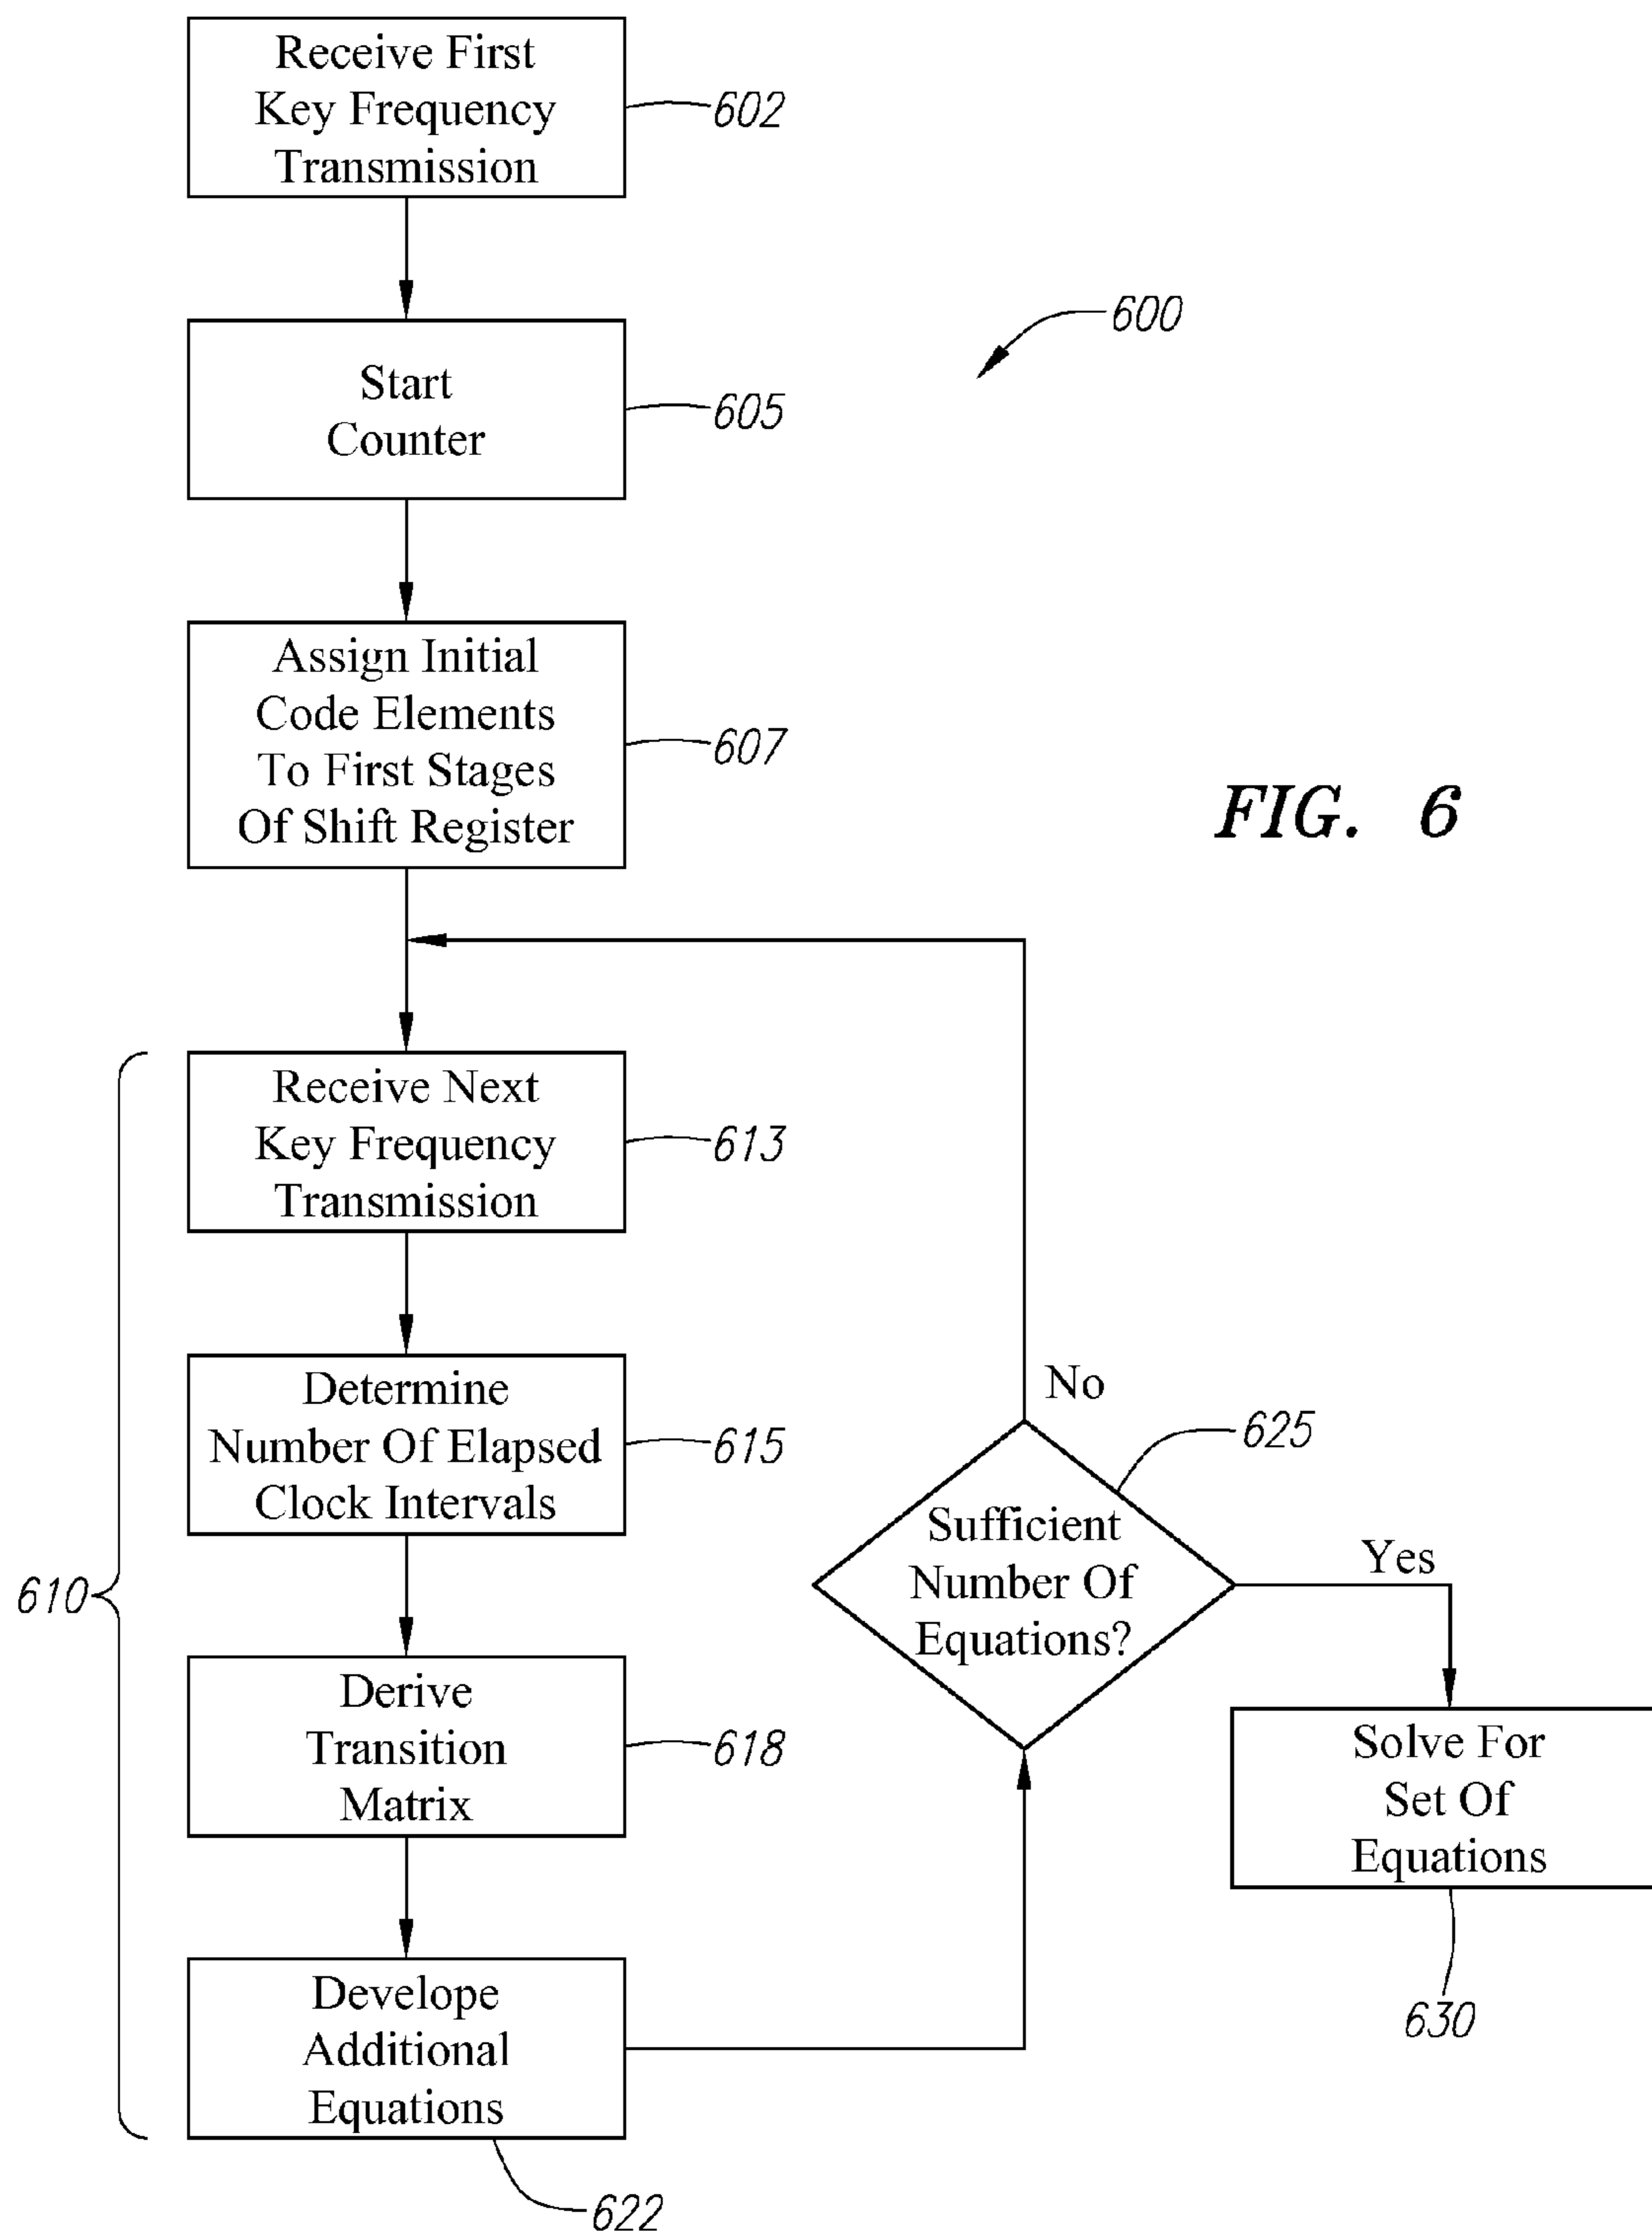 Receive First
Key Frequency
Transmission
602
Start
Counter
605
600
Assign Initial
Code Elements
To First Stages
Of Shift Register
607
FIG. 6
Receive Next
Key Frequency
Transmission
613
Determine
Number Of Elapsed
Clock Intervals
615
610
Derive
Transition
Matrix
618
Develope
Additional
Equations
622
No
625
Sufficient
Number Of
Equations?
Yes
Solve For
Set Of
Equations
630